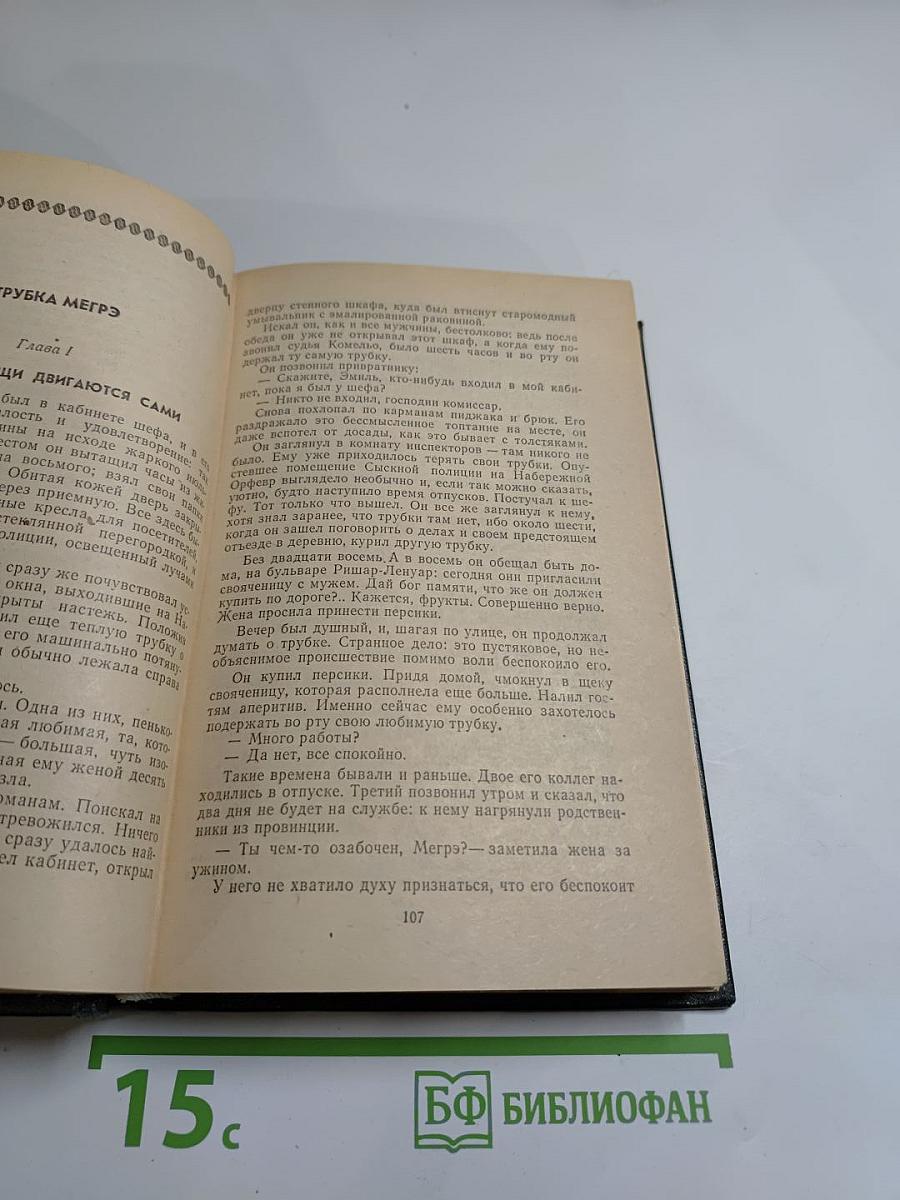 ТРУБКА МЕГРЭ
Глава I
ЩИ ДВИГАЮТСЯ САМИ
был в кабинете шефа, и
алость и удовлетворение:
ины на исходе жаркого
естом он вытащил часы из
на восьмого; взял свои папки
Обитая кожей дверь
через приемную. Все здесь
ные кресла для посетителей,
стеклянной перегородкой, и
олиции, освещенный лучами
сразу же почувствовал
окна, выходившие на На-
рыты настежь. Положив
ил еще теплую трубку
его машинально потяну-
обычно лежала справа
ось.
и. Одна из них, пенько-
ая любимая, та, кото-
— большая, чуть изо-
ная ему женой десять
зла.
оманам. Поискал на
тревожился. Ничего
сразу удалось най-
ел кабинет, открыл
дверцу стенного шкафа, куда был втиснут старомодный
умывальник с эмалированной раковиной.
Искал он, как и все мужчины, бестолково: ведь после
обеда он уже не открывал этот шкаф, а когда ему по-
звонил судья Комельо, было шесть часов и во рту он
держал ту самую трубку.
Он позвонил привратнику:
— Скажите, Эмиль, кто-нибудь входил в мой каби-
нет, пока я был у шефа?
— Никто не входил, господин комиссар.
Снова похлопал по карманам пиджака и брюк. Его
раздражало это бессмысленное топтание на месте, он
даже вспотел от досады, как это бывает с толстяками.
Он заглянул в комнату инспекторов — там никого не
было. Ему уже приходилось терять свои трубки. Опу-
стевшее помещение Сыскной полиции на Набережной
Орфевр выглядело необычно и, если так можно сказать,
уютно, будто наступило время отпусков. Постучал к ше-
фу. Тот только что вышел. Он все же заглянул к нему,
хотя знал заранее, что трубки там нет, ибо около шести,
когда он зашел поговорить о делах и своем предстоящем
отъезде в деревню, курил другую трубку.
Без двадцати восемь. А в восемь он обещал быть до-
ма, на бульваре Ришар-Ленуар: сегодня они пригласили
свояченицу с мужем. Дай бог памяти, что же он должен
купить по дороге?.. Кажется, фрукты. Совершенно верно.
Жена просила принести персики.
Вечер был душный, и, шагая по улице, он продолжал
думать о трубке. Странное дело: это пустяковое, но не-
объяснимое происшествие помимо воли беспокоило его.
Он купил персики. Придя домой, чмокнул в щеку
свояченицу, которая располнела еще больше. Налил гос-
тям аперитив. Именно сейчас ему особенно захотелось
подержать во рту свою любимую трубку.
— Много работы?
— Да нет, все спокойно.
Такие времена бывали и раньше. Двое его коллег на-
ходились в отпуске. Третий позвонил утром и сказал, что
два дня не будет на службе: к нему нагрянули родствен-
ники из провинции.
— Ты чем-то озабочен, Мегрэ?— заметила жена за
ужином.
У него не хватило духу признаться, что его беспокоит
107
15 с
БФ БИБЛИОФАН